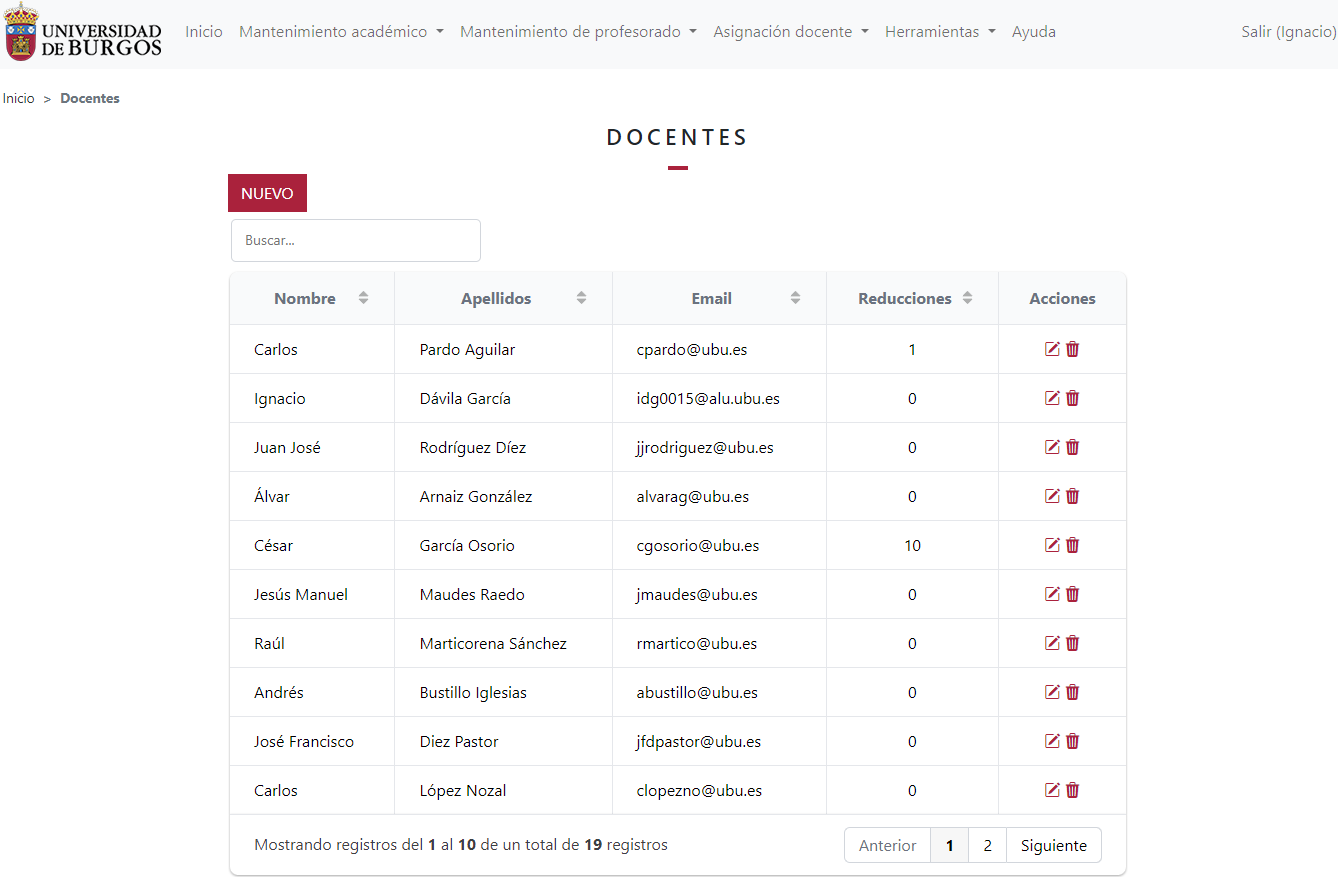 UNIVERSIDAD
DE BURGOS
Inicio Mantenimiento académico Mantenimiento de profesorado Asignación docente Herramientas Ayuda Salir (Ignacio)
Inicio > Docentes
DOCENTES
NUEVO
Buscar...
Nombre Apellidos Email Reducciones Acciones
Carlos Pardo Aguilar cpardo@ubu.es 1
Ignacio Dávila García idg0015@alu.ubu.es 0
Juan José Rodríguez Díez jjrodriguez@ubu.es 0
Álvar Arnaiz González alvarag@ubu.es 0
César García Osorio cgosorio@ubu.es 10
Jesús Manuel Maudes Raedo jmaudes@ubu.es 0
Raúl Marticorena Sánchez rmartico@ubu.es 0
Andrés Bustillo Iglesias abustillo@ubu.es 0
José Francisco Diez Pastor jfdpastor@ubu.es 0
Carlos López Nozal clopezno@ubu.es 0
Mostrando registros del 1 al 10 de un total de 19 registros Anterior 1 2 Siguiente